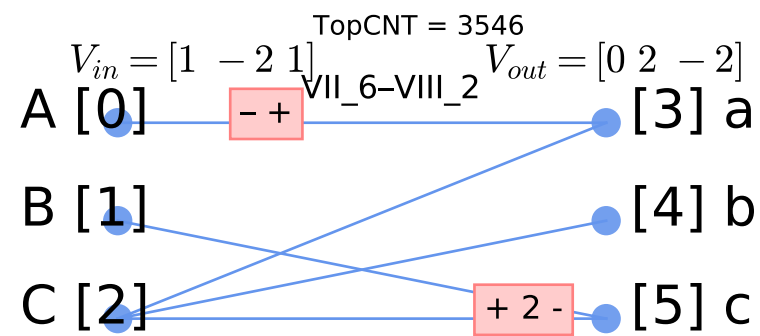 TopCNT = 3546
V_in = [1 −2 1] V_out = [0 2 −2]
VII_6–VIII_2
A [0] – + [3] a
B [1] [4] b
C [2] + 2 - [5] c